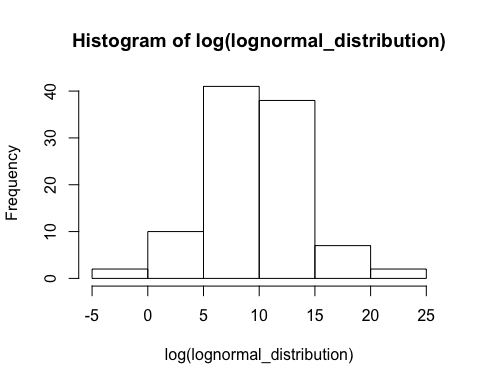 Histogram of log(lognormal_distribution)
Frequency
40
30
20
10
0
-5 0 5 10 15 20 25
log(lognormal_distribution)